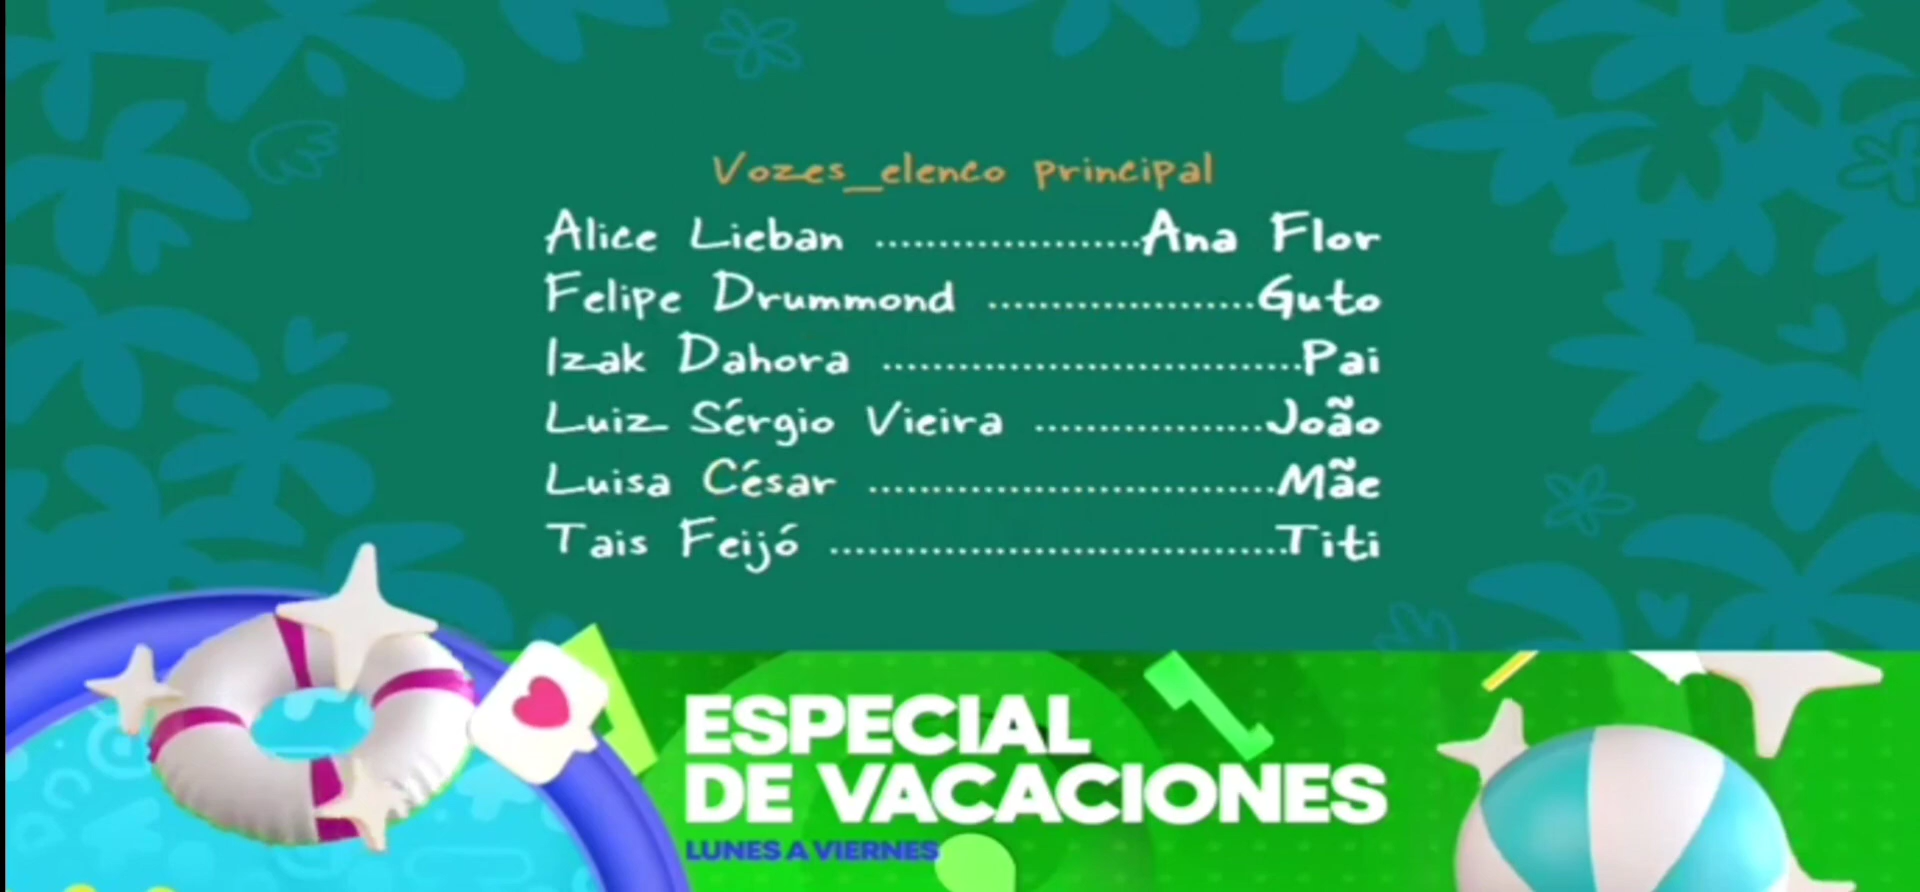 Vozes_elenco principal
Alice Lieban .....................Ana Flor
Felipe Drummond .....................Guto
Izak Dahora .................................Pai
Luiz Sérgio Vieira ..................João
Luisa César ................................Mãe
Tais Feijó ....................................Titi
ESPECIAL
DE VACACIONES
LUNES A VIERNES